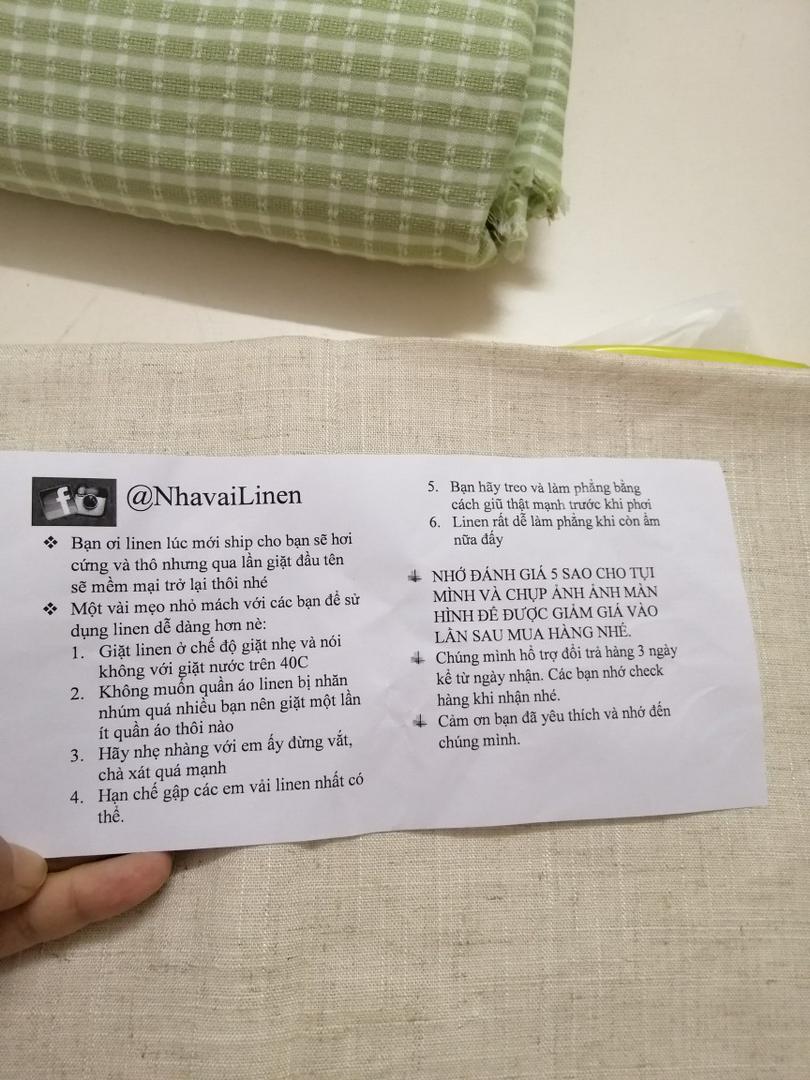 @NhavaiLinen
❖ Bạn ơi linen lúc mới ship cho bạn sẽ hơi
cứng và thô nhưng qua lần giặt đầu tên
sẽ mềm mại trở lại thôi nhé
❖ Một vài mẹo nhỏ mách với các bạn để sử
dụng linen dễ dàng hơn nè:
1. Giặt linen ở chế độ giặt nhẹ và nói
không với giặt nước trên 40C
2. Không muốn quần áo linen bị nhăn
nhúm quá nhiều bạn nên giặt một lần
ít quần áo thôi nào
3. Hãy nhẹ nhàng với em ấy đừng vắt,
chà xát quá mạnh
4. Hạn chế gập các em vải linen nhất có
thể.
5. Bạn hãy treo và làm phẳng bằng
cách giũ thật mạnh trước khi phơi
6. Linen rất dễ làm phẳng khi còn ẩm
nữa đấy
NHỚ ĐÁNH GIÁ 5 SAO CHO TỤI
MÌNH VÀ CHỤP ẢNH ẢNH MÀN
HÌNH ĐỂ ĐƯỢC GIẢM GIÁ VÀO
LẦN SAU MUA HÀNG NHÉ.
Chúng mình hỗ trợ đổi trả hàng 3 ngày
kể từ ngày nhận. Các bạn nhớ check
hàng khi nhận nhé.
Cảm ơn bạn đã yêu thích và nhớ đến
chúng mình.